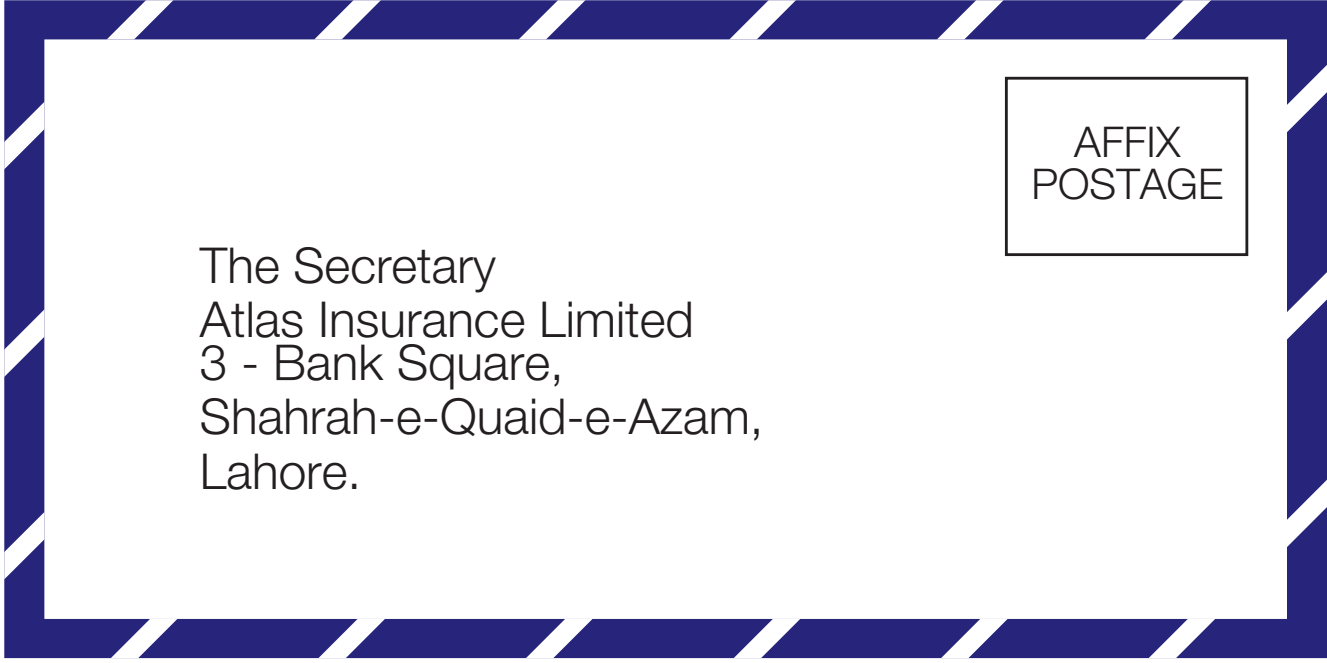 AFFIX
POSTAGE
The Secretary
Atlas Insurance Limited
3 - Bank Square,
Shahrah-e-Quaid-e-Azam,
Lahore.